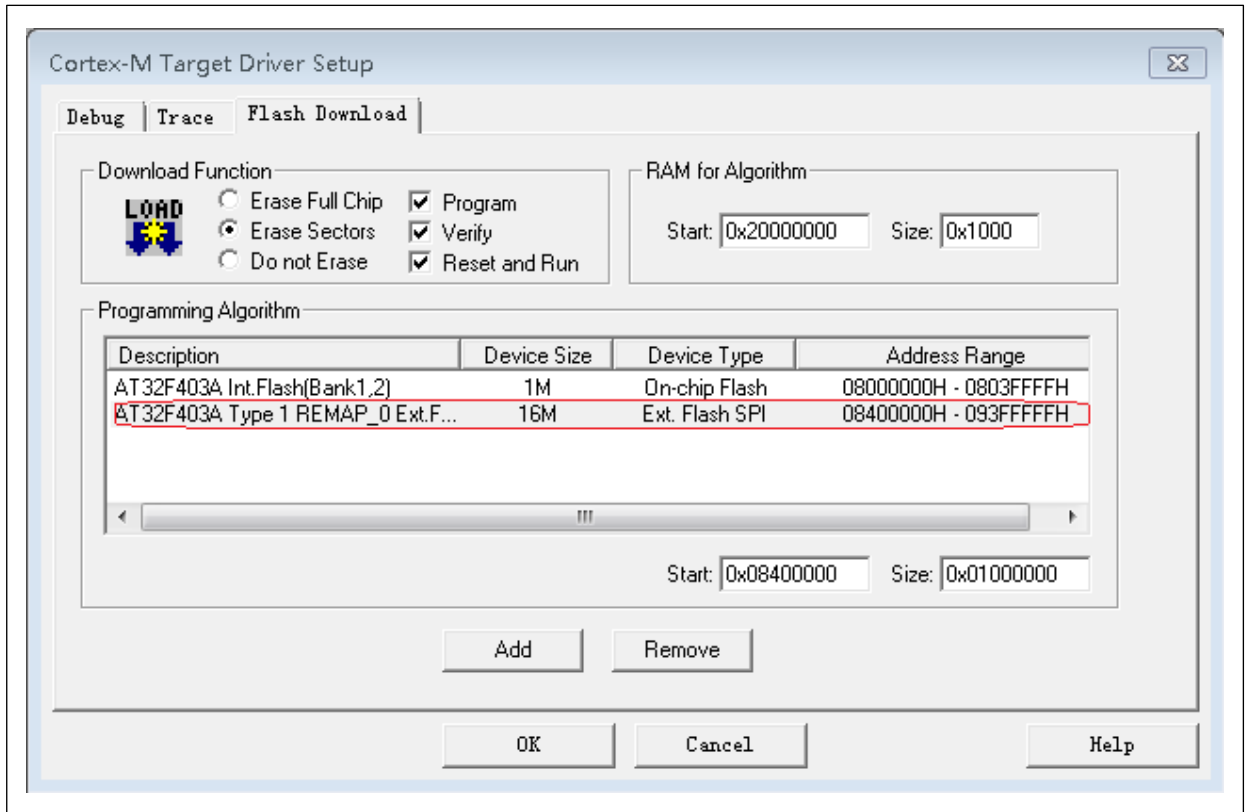 Cortex-M Target Driver Setup
Debug Trace Flash Download
Download Function
LOAD
Erase Full Chip
Erase Sectors
Do not Erase
Program
Verify
Reset and Run
RAM for Algorithm
Start: 0x20000000 Size: 0x1000
Programming Algorithm
Description Device Size Device Type Address Range
AT32F403A Int.Flash(Bank1,2) 1M On-chip Flash 08000000H - 0803FFFFH
AT32F403A Type 1 REMAP_0 Ext.F... 16M Ext. Flash SPI 08400000H - 093FFFFFH
Start: 0x08400000 Size: 0x01000000
Add Remove
OK Cancel Help